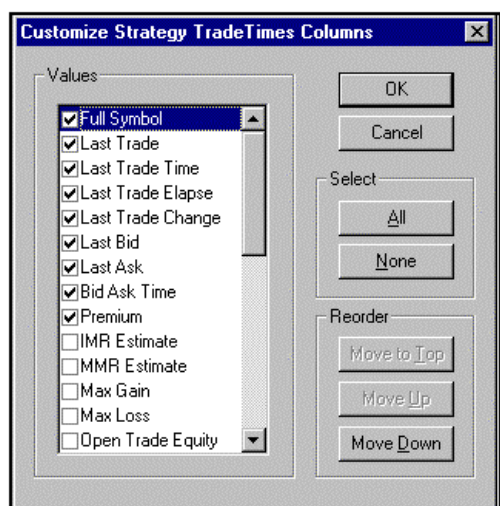 Customize Strategy TradeTimes Columns
Values
Full Symbol
Last Trade
Last Trade Time
Last Trade Elapse
Last Trade Change
Last Bid
Last Ask
Bid Ask Time
Premium
IMR Estimate
MMR Estimate
Max Gain
Max Loss
Open Trade Equity
OK
Cancel
Select
All
None
Reorder
Move to Top
Move Up
Move Down